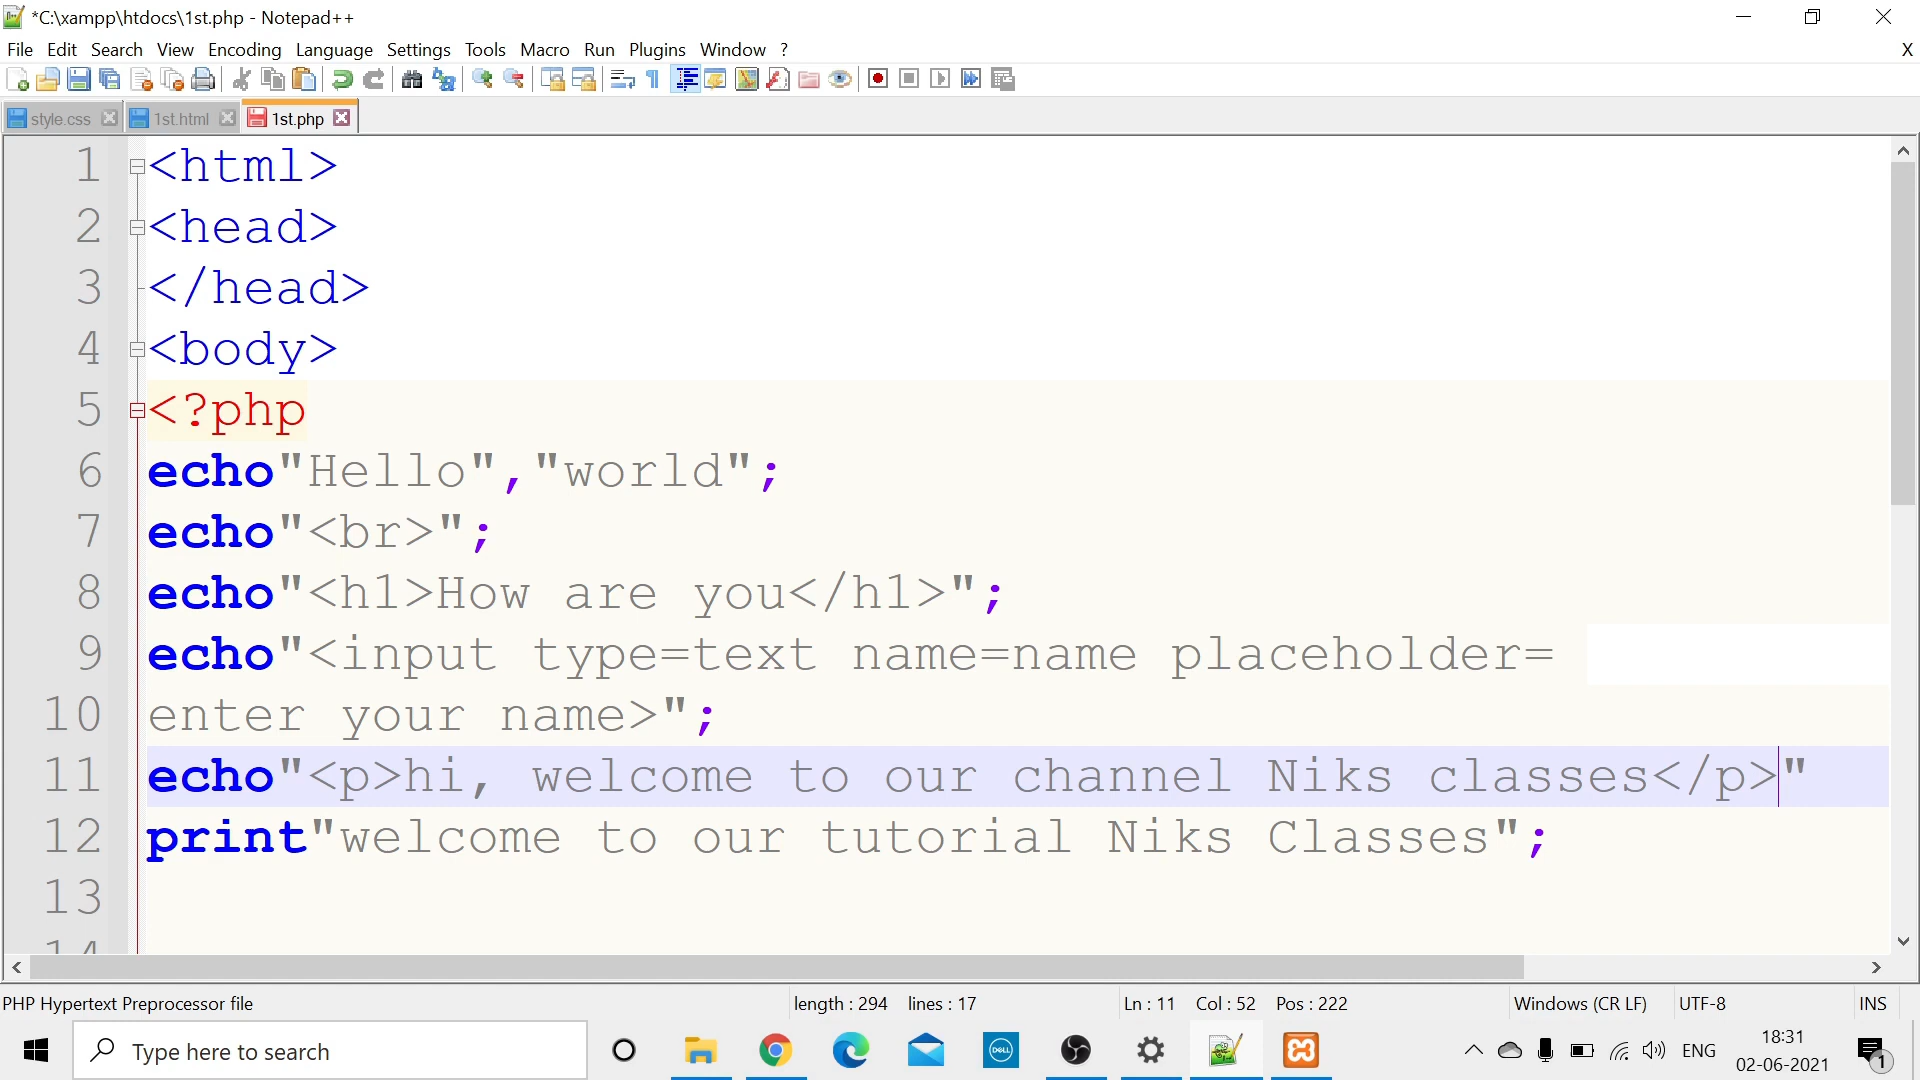 *C:\xampp\htdocs\1st.php - Notepad++
File Edit Search View Encoding Language Settings Tools Macro Run Plugins Window ? X
style.css 1st.html 1st.php
1 <html>
2 <head>
3 </head>
4 <body>
5 <?php
6 echo"Hello","world";
7 echo"<br>";
8 echo"<h1>How are you</h1>";
9 echo"<input type=text name=name placeholder=
10 enter your name>";
11 echo"<p>hi, welcome to our channel Niks classes</p>"
12 print"welcome to our tutorial Niks Classes";
13
14
PHP Hypertext Preprocessor file length : 294 lines : 17 Ln : 11 Col : 52 Pos : 222 Windows (CR LF) UTF-8 INS
Type here to search DELL ENG 18:31
02-06-2021 1